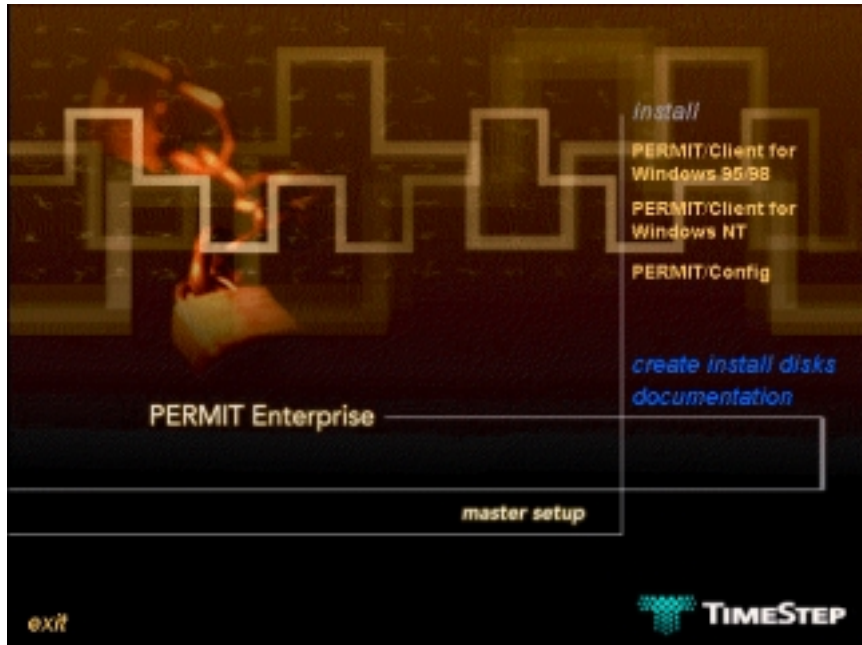 install
PERMIT/Client for
Windows 95/98
PERMIT/Client for
Windows NT
PERMIT/Config
create install disks
documentation
PERMIT Enterprise
master setup
exit
TIMESTEP